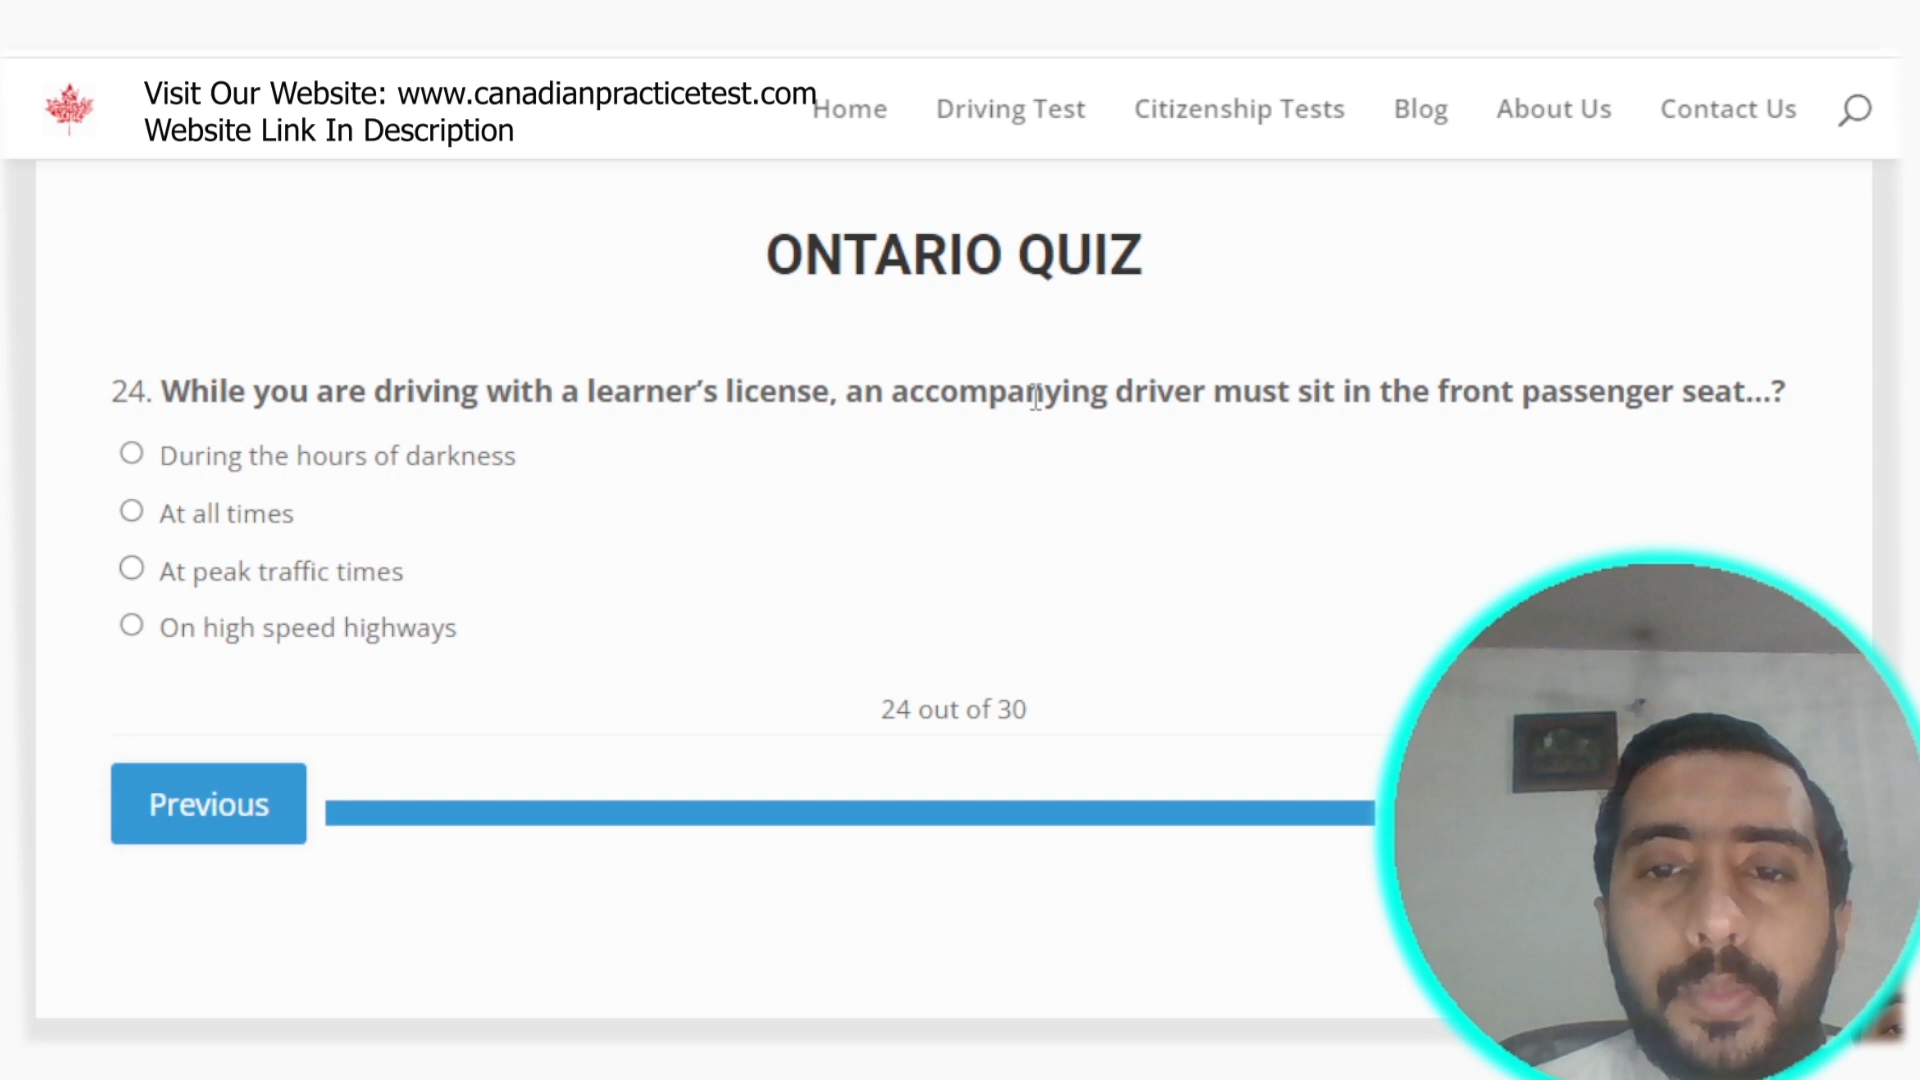 Visit Our Website: www.canadianpracticetest.com
Website Link In Description
Home Driving Test Citizenship Tests Blog About Us Contact Us
ONTARIO QUIZ
24. While you are driving with a learner’s license, an accompanying driver must sit in the front passenger seat...?
During the hours of darkness
At all times
At peak traffic times
On high speed highways
24 out of 30
Previous